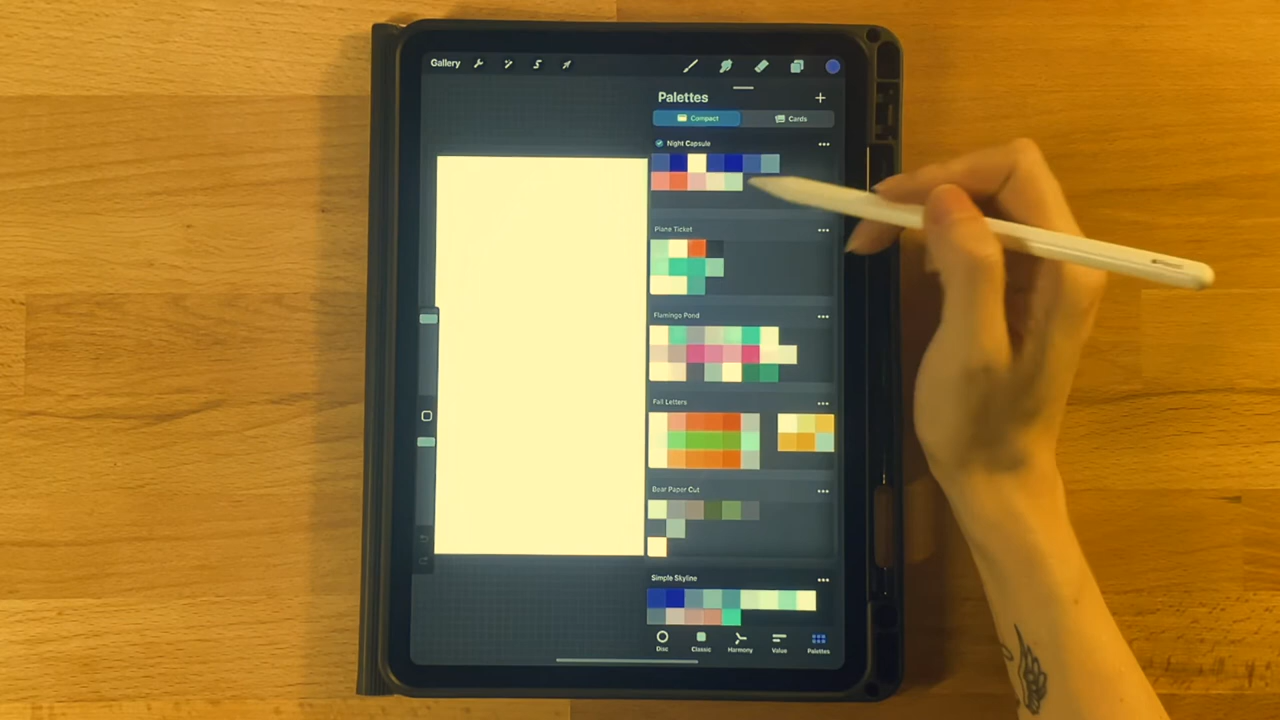 Gallery
Palettes
Compact
Cards
Night Capsule
Plane Ticket
Flamingo Pond
Fall Letters
Bear Paper Cut
Simple Skyline
Disc
Classic
Harmony
Value
Palettes